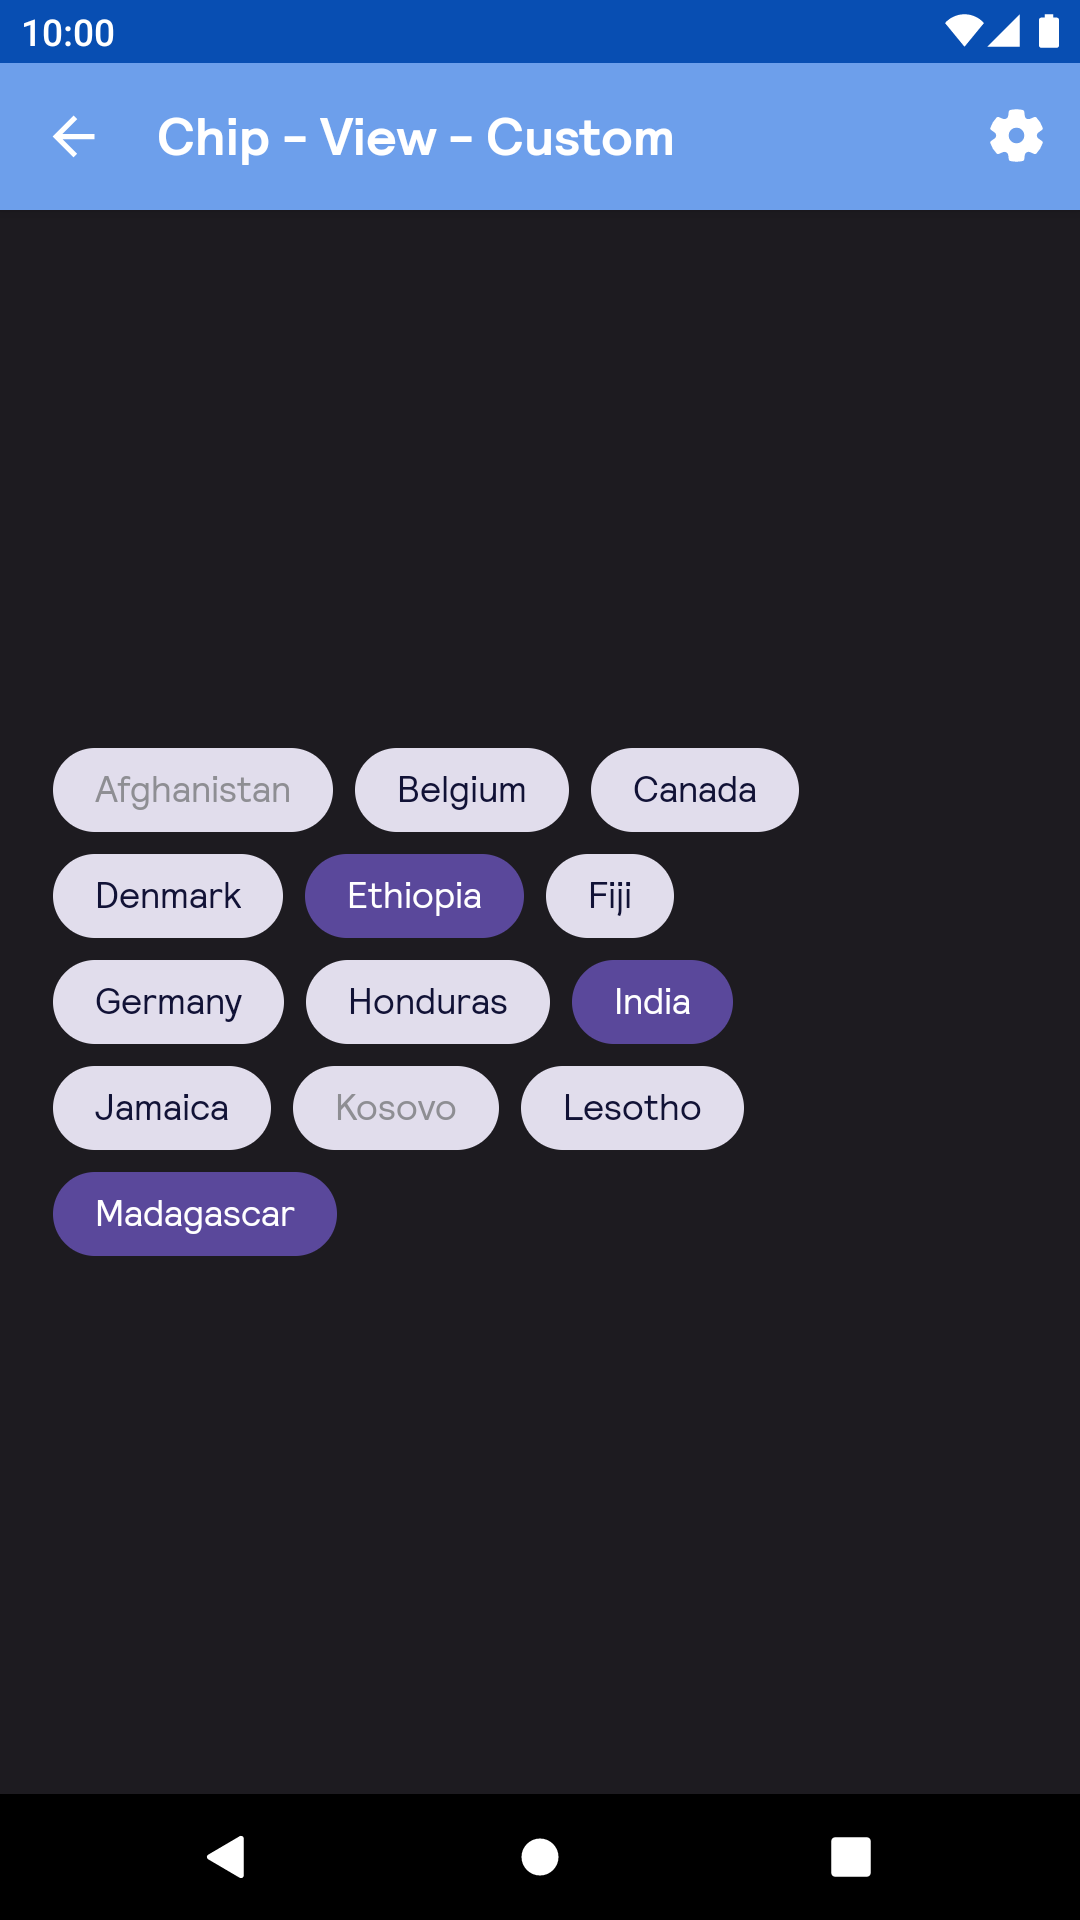 10:00
Chip - View - Custom
Afghanistan Belgium Canada
Denmark Ethiopia Fiji
Germany Honduras India
Jamaica Kosovo Lesotho
Madagascar